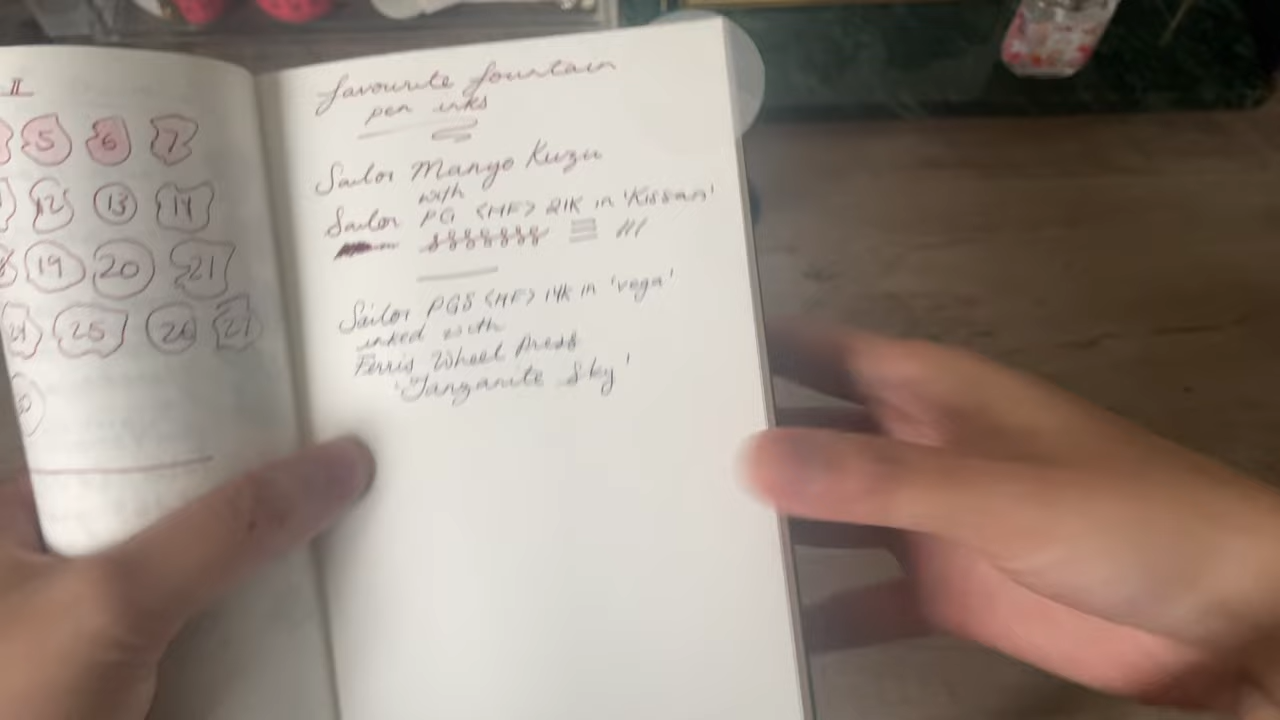 II
5 6 7
12 13 14
19 20 21
25 26 27
favourite fountain
pen inks
Sailor Manyo Kuzu
with
Sailor PG <MF> 21K in 'Kissan'
Sailor PGS <MF> 14K in 'vega'
inked with
Ferris Wheel Press
'Tanzanite Sky'